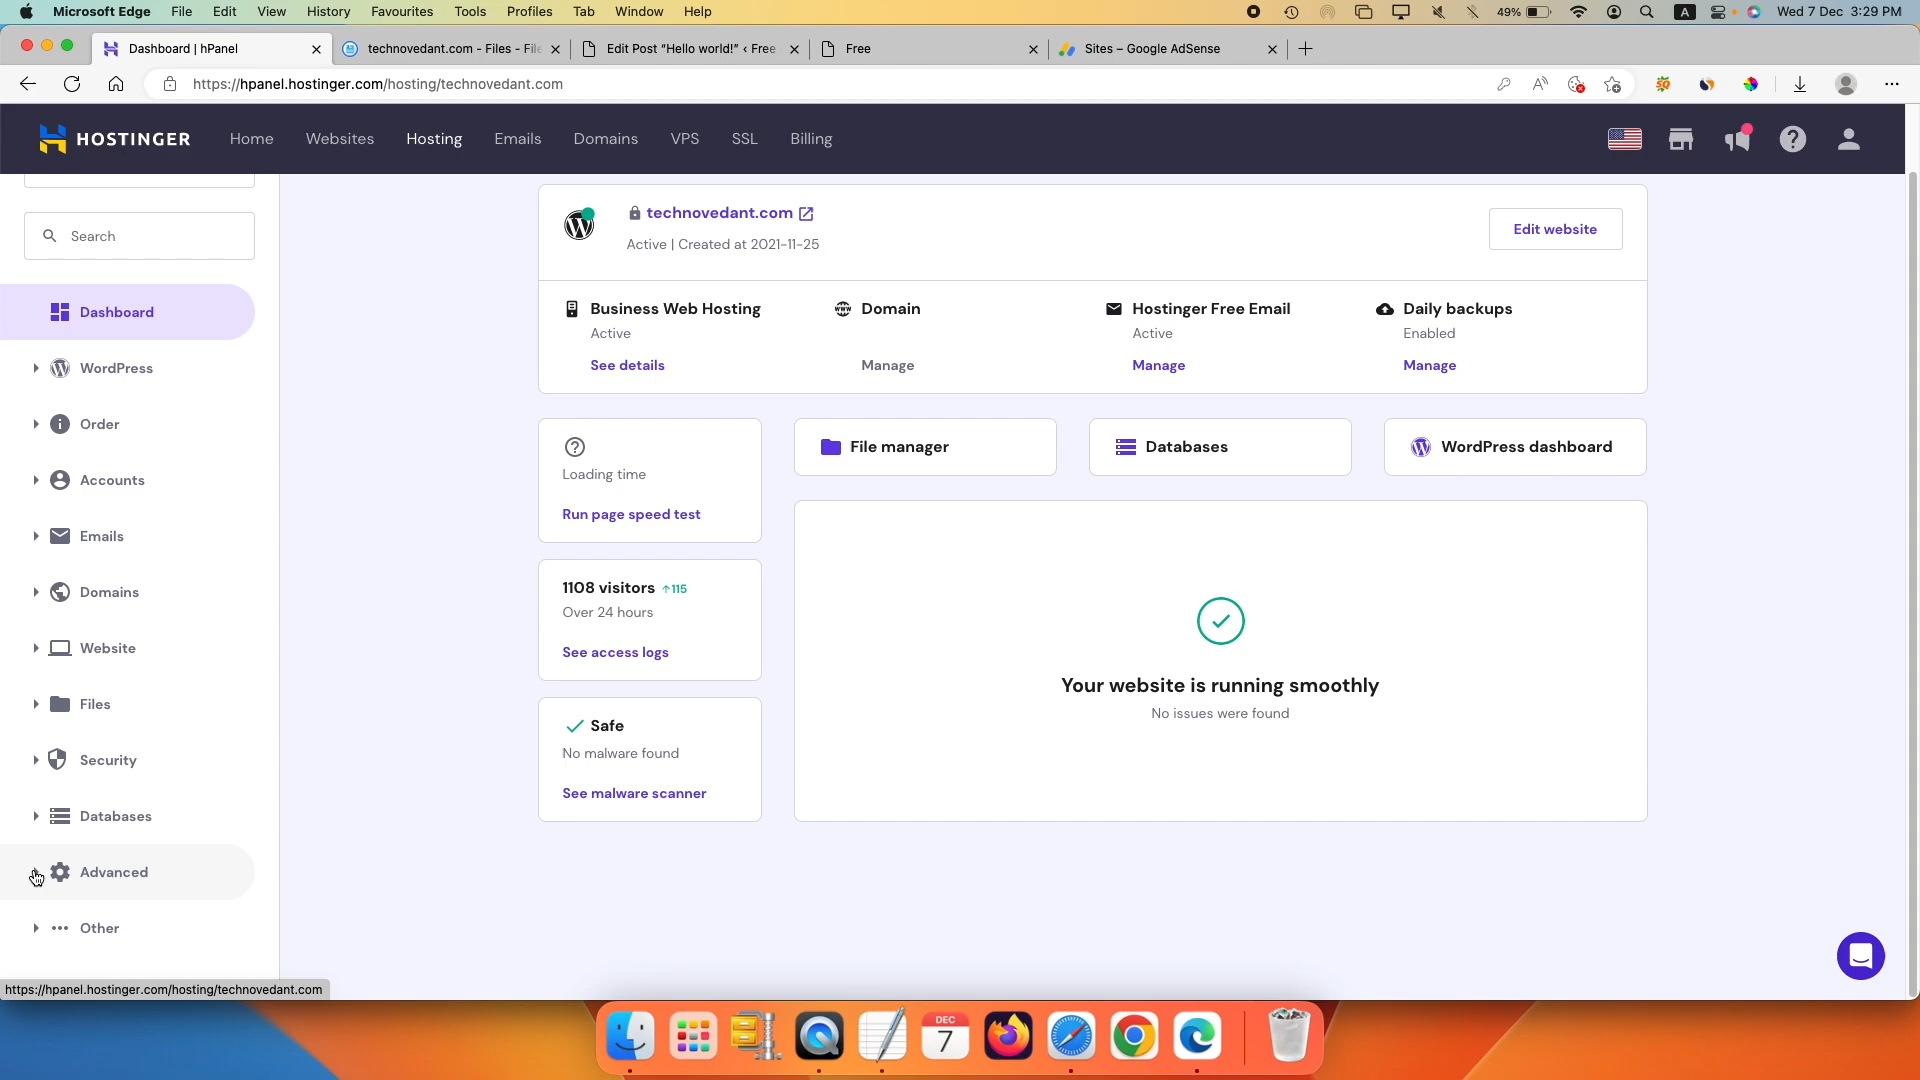 Microsoft Edge File Edit View History Favourites Tools Profiles Tab Window Help 49% A Wed 7 Dec 3:29 PM
Dashboard | hPanel technovedant.com - Files - File Edit Post “Hello world!” ‹ Free Free Sites – Google AdSense
https://hpanel.hostinger.com/hosting/technovedant.com
HOSTINGER Home Websites Hosting Emails Domains VPS SSL Billing
Search
Dashboard
WordPress
Order
Accounts
Emails
Domains
Website
Files
Security
Databases
Advanced
Other
technovedant.com
Active | Created at 2021-11-25
Edit website
Business Web Hosting
Active
See details
Domain
Manage
Hostinger Free Email
Active
Manage
Daily backups
Enabled
Manage
Loading time
Run page speed test
File manager
Databases
WordPress dashboard
1108 visitors ↑115
Over 24 hours
See access logs
Safe
No malware found
See malware scanner
Your website is running smoothly
No issues were found
https://hpanel.hostinger.com/hosting/technovedant.com
DEC
7